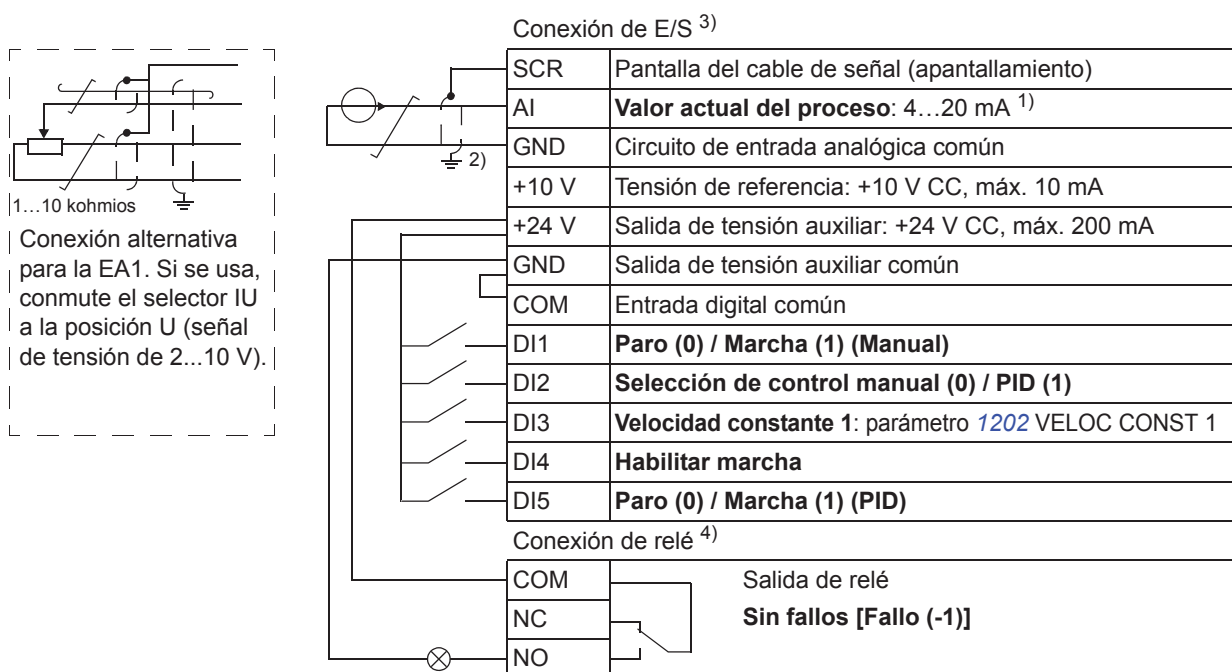 Conexión de E/S 3)
SCR Pantalla del cable de señal (apantallamiento)
AI Valor actual del proceso: 4…20 mA 1)
GND Circuito de entrada analógica común
2)
+10 V Tensión de referencia: +10 V CC, máx. 10 mA
+24 V Salida de tensión auxiliar: +24 V CC, máx. 200 mA
GND Salida de tensión auxiliar común
COM Entrada digital común
DI1 Paro (0) / Marcha (1) (Manual)
DI2 Selección de control manual (0) / PID (1)
DI3 Velocidad constante 1: parámetro 1202 VELOC CONST 1
DI4 Habilitar marcha
DI5 Paro (0) / Marcha (1) (PID)
Conexión de relé 4)
COM Salida de relé
NC Sin fallos [Fallo (-1)]
NO
1…10 kohmios
Conexión alternativa
para la EA1. Si se usa,
conmute el selector IU
a la posición U (señal
de tensión de 2...10 V).